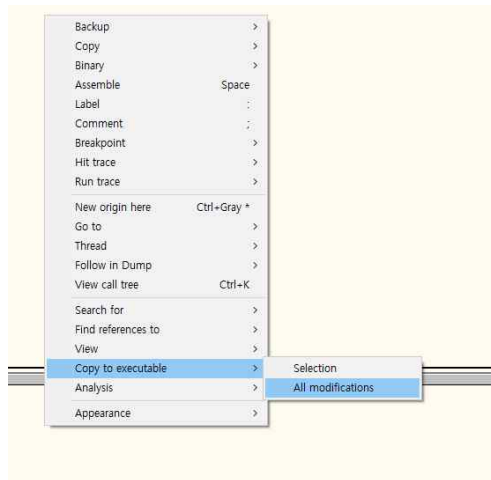 Backup >
Copy >
Binary >
Assemble Space
Label :
Comment ;
Breakpoint >
Hit trace >
Run trace >
New origin here Ctrl+Gray *
Go to >
Thread >
Follow in Dump >
View call tree Ctrl+K
Search for >
Find references to >
View >
Copy to executable > Selection
Analysis > All modifications
Appearance >